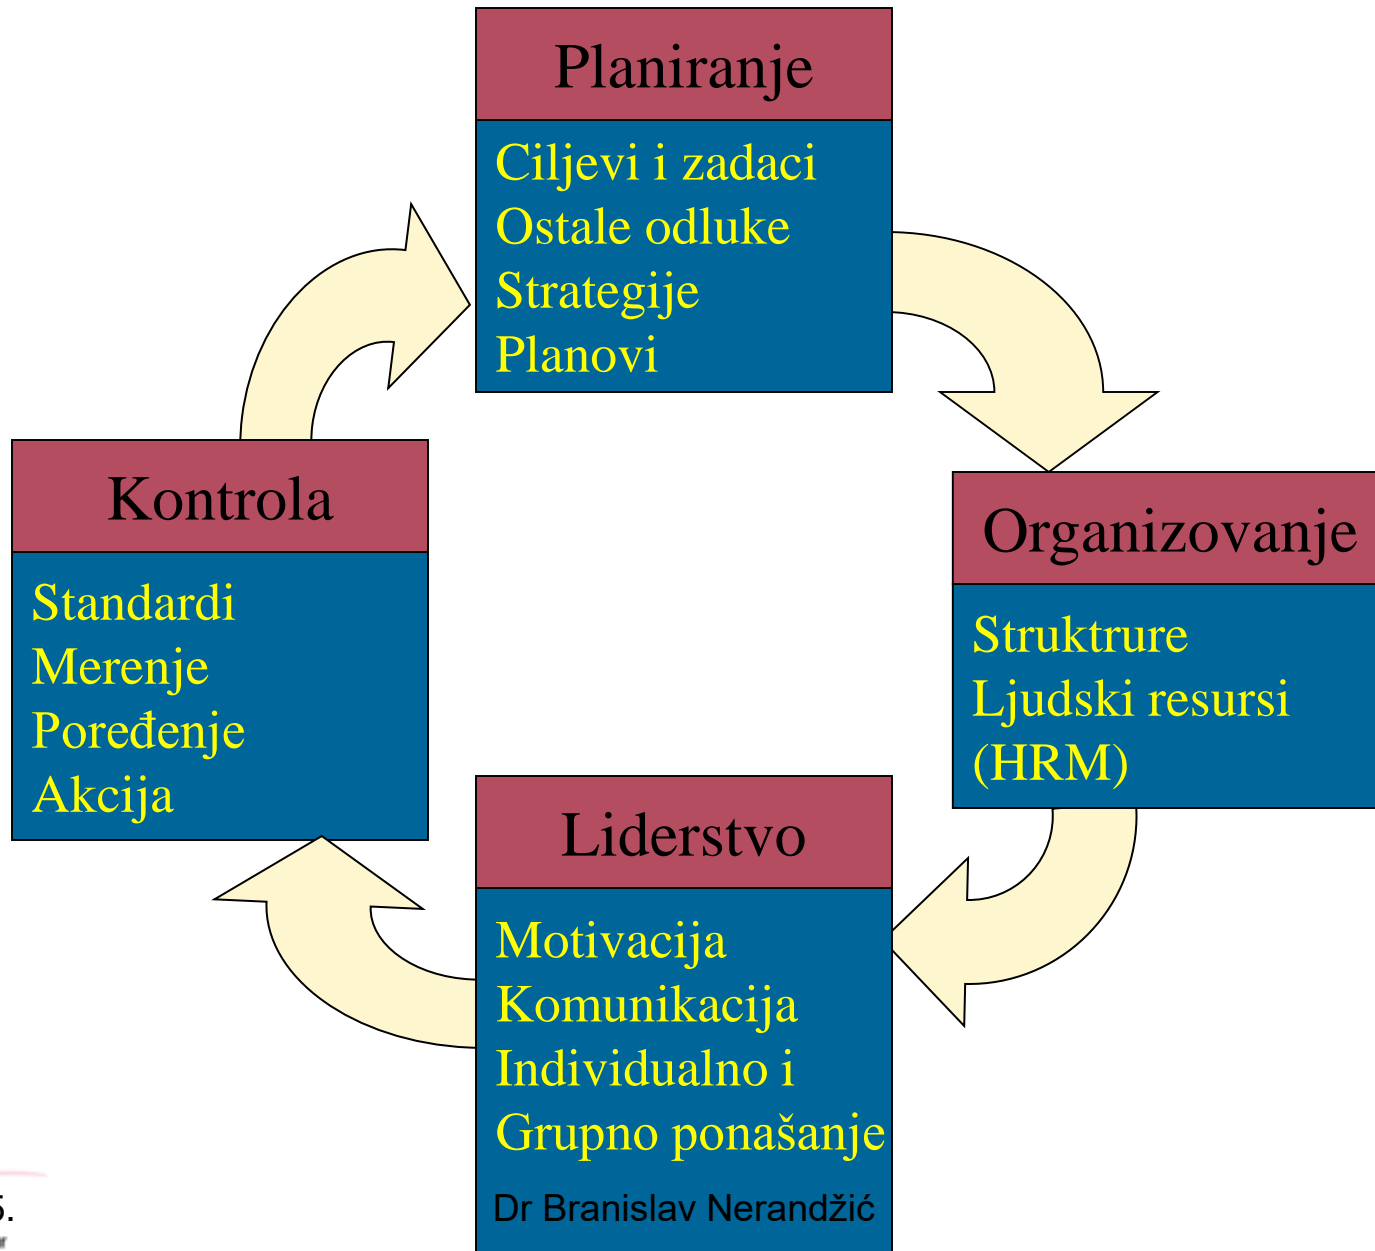 Planiranje
Ciljevi i zadaci
Ostale odluke
Strategije
Planovi
Kontrola
Standardi
Merenje
Poređenje
Akcija
Organizovanje
Struktrure
Ljudski resursi
(HRM)
Liderstvo
Motivacija
Komunikacija
Individualno i
Grupno ponašanje
Dr Branislav Nerandžić
5.